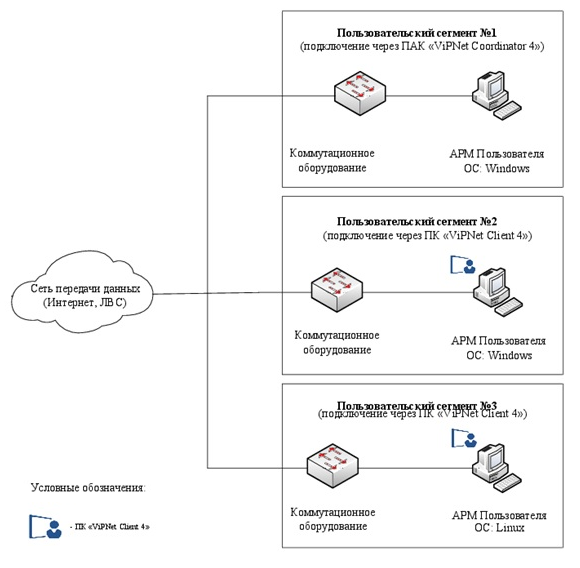 Пользовательский сегмент №1
(подключение через ПАК «ViPNet Coordinator 4»)
Коммутационное
оборудование
АРМ Пользователя
ОС: Windows
Пользовательский сегмент №2
(подключение через ПК «ViPNet Client 4»)
Сеть передачи данных
(Интернет, ЛВС)
Коммутационное
оборудование
АРМ Пользователя
ОС: Windows
Пользовательский сегмент №3
(подключение через ПК «ViPNet Client 4»)
Коммутационное
оборудование
АРМ Пользователя
ОС: Linux
Условные обозначения:
- ПК «ViPNet Client 4»